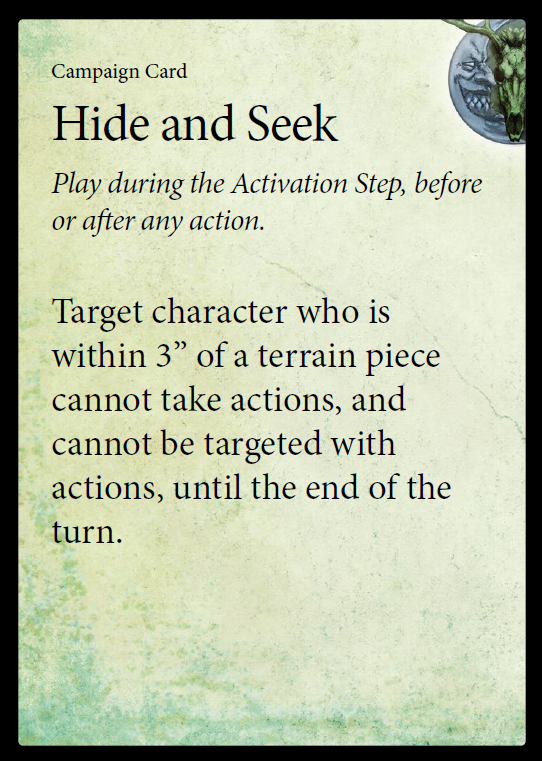 Campaign Card
Hide and Seek
Play during the Activation Step, before
or after any action.
Target character who is
within 3” of a terrain piece
cannot take actions, and
cannot be targeted with
actions, until the end of the
turn.